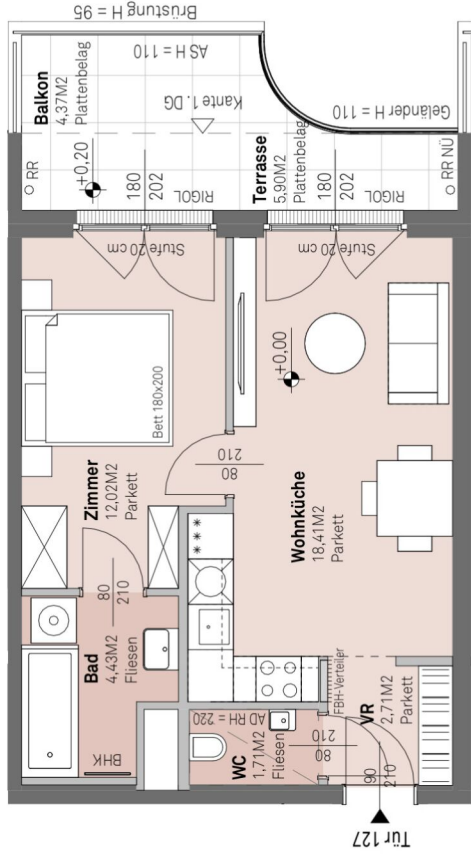 Brüstung H = 95
Balkon
4,37M2
Plattenbelag
AS H = 110
Kante 1. DG
Geländer H = 110
RR
+0,20
180
202
RIGOL
Terrasse
5,90M2
Plattenbelag
180
202
RIGOL
RR NÜ
Stufe 20 cm
Stufe 20 cm
Bett 180x200
+0,00
Zimmer
12,02M2
Parkett
80
210
Wohnküche
18,41M2
Parkett
80
210
Bad
4,43M2
Fliesen
BHK
FBH-Verteiler
AD RH = 220
WC
1,71M2
Fliesen
80
210
VR
2,71M2
Parkett
90
210
Tür 127